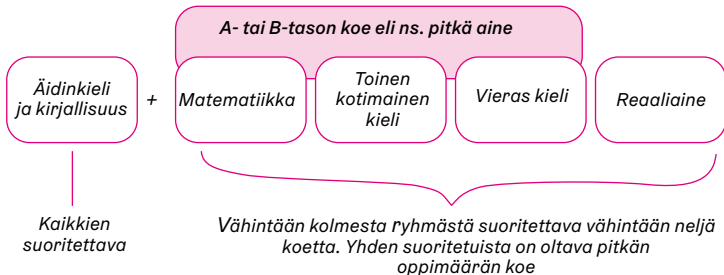 A- tai B-tason koe eli ns. pitkä aine
Äidinkieli
ja kirjallisuus
+
Matematiikka
Toinen
kotimainen
kieli
Vieras kieli
Reaaliaine
Kaikkien
suoritettava
Vähintään kolmesta ryhmästä suoritettava vähintään neljä
koetta. Yhden suoritetuista on oltava pitkän
oppimäärän koe